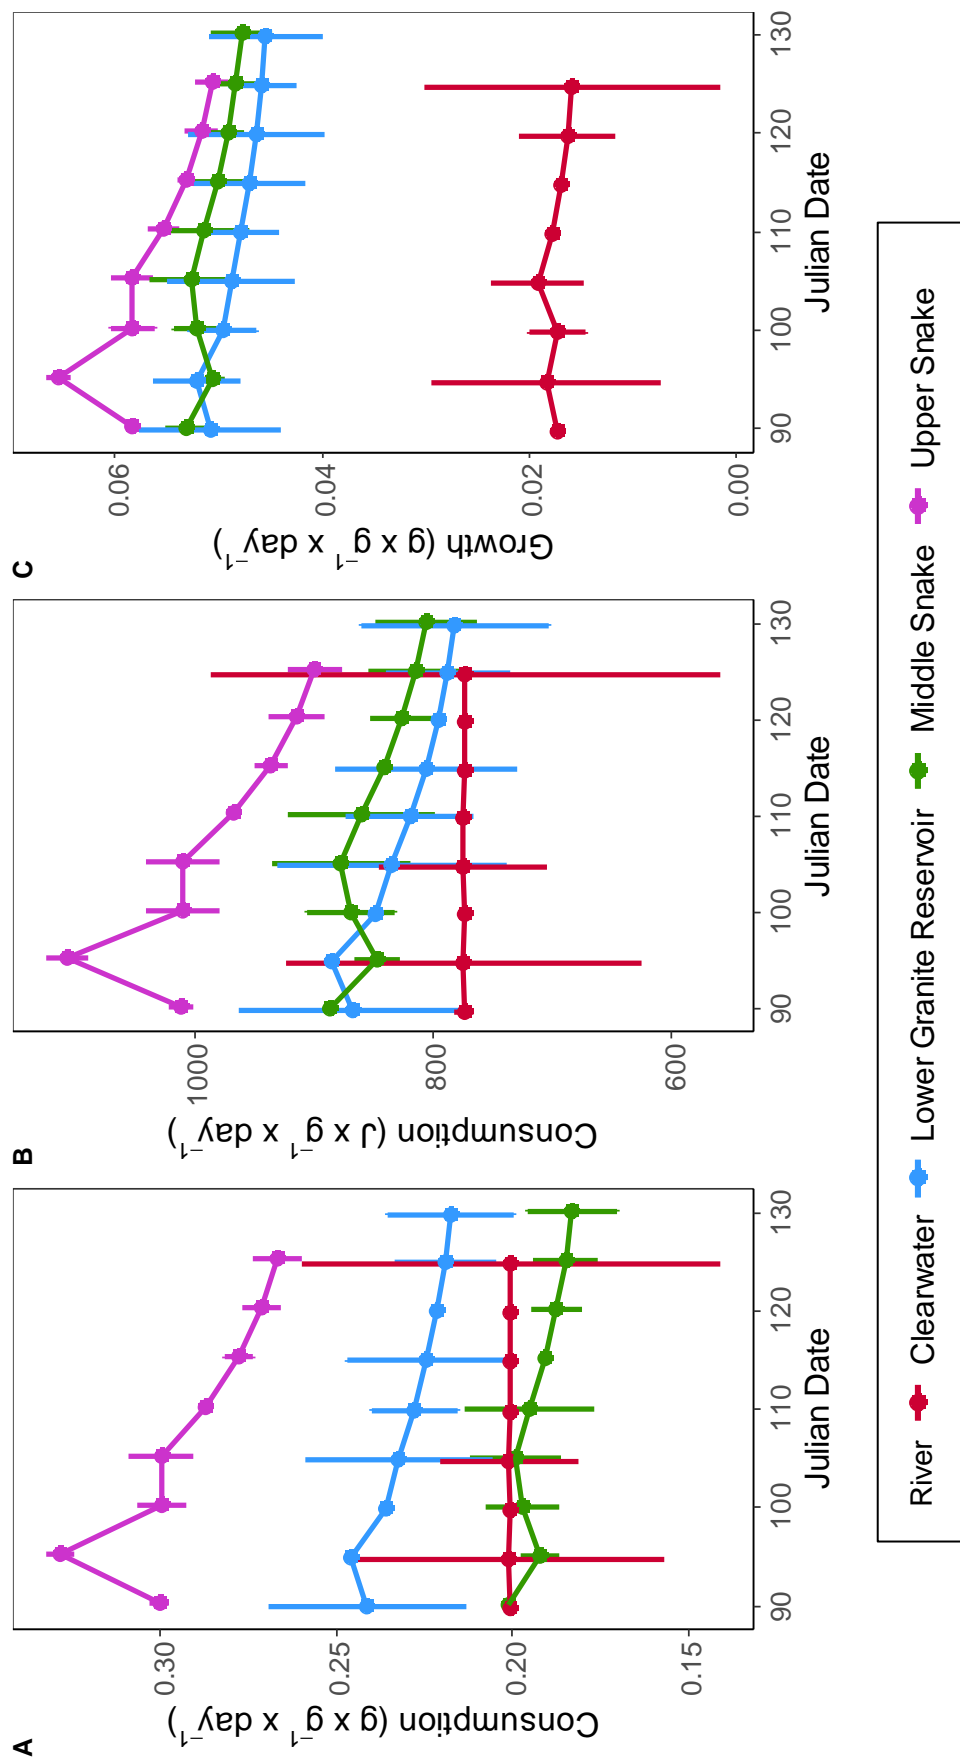 A
Consumption (g x g⁻¹ x day⁻¹)
0.30
0.25
0.20
0.15
90
100
110
120
130
Julian Date
B
Consumption (J x g⁻¹ x day⁻¹)
1000
800
600
90
100
110
120
130
Julian Date
C
Growth (g x g⁻¹ x day⁻¹)
0.06
0.04
0.02
0.00
90
100
110
120
130
Julian Date
River Clearwater Lower Granite Reservoir Middle Snake Upper Snake